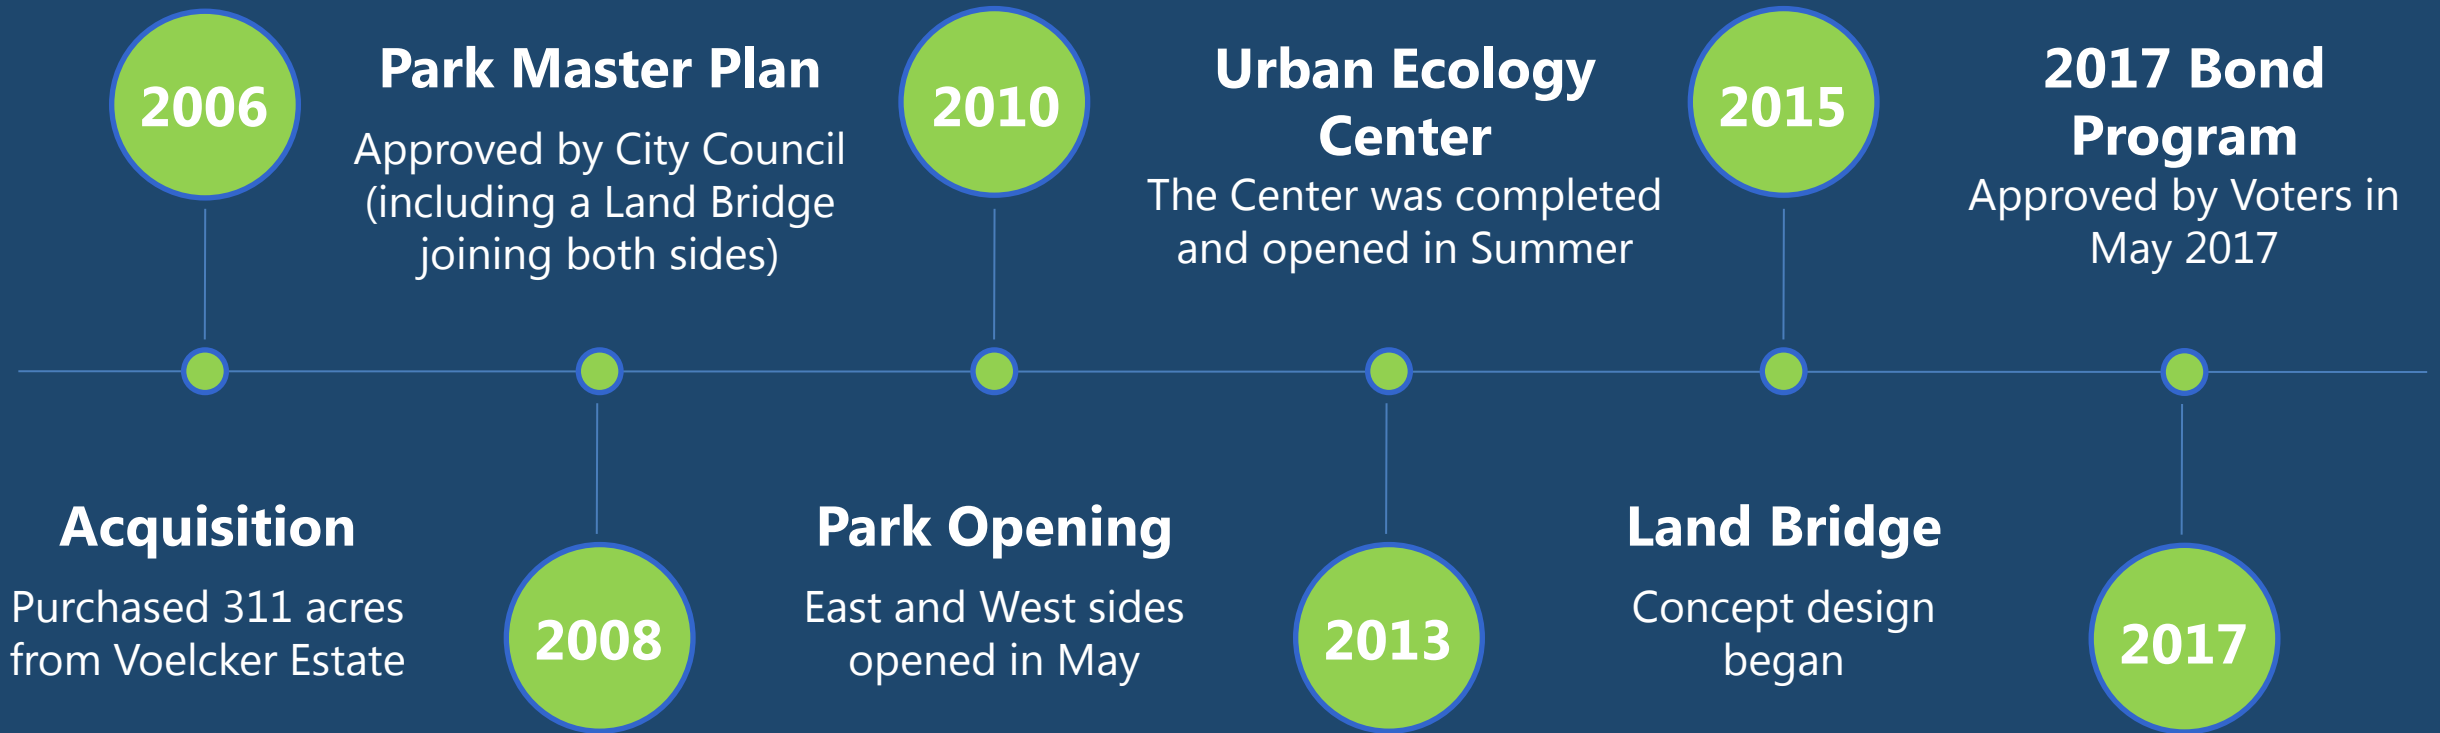 2006
Acquisition
Purchased 311 acres
from Voelcker Estate
Park Master Plan
Approved by City Council
(including a Land Bridge
joining both sides)
2008
2010
Park Opening
East and West sides
opened in May
Urban Ecology
Center
The Center was completed
and opened in Summer
2013
2015
Land Bridge
Concept design
began
2017 Bond
Program
Approved by Voters in
May 2017
2017